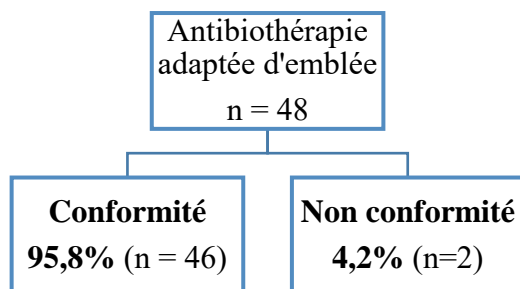 Antibiothérapie
adaptée d'emblée
n = 48
Conformité
95,8% (n = 46)
Non conformité
4,2% (n=2)